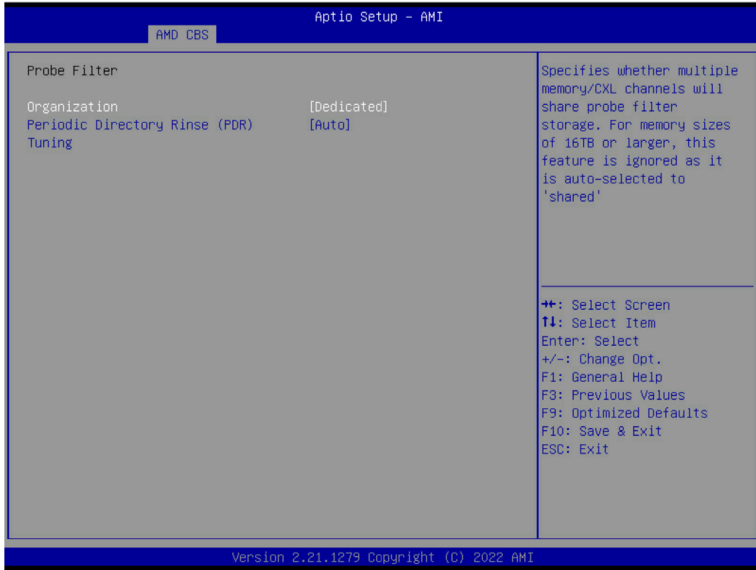 Aptio Setup – AMI
AMD CBS
Probe Filter
Organization [Dedicated]
Periodic Directory Rinse (PDR) [Auto]
Tuning
Specifies whether multiple
memory/CXL channels will
share probe filter
storage. For memory sizes
of 16TB or larger, this
feature is ignored as it
is auto-selected to
'shared'
→←: Select Screen
↑↓: Select Item
Enter: Select
+/-: Change Opt.
F1: General Help
F3: Previous Values
F9: Optimized Defaults
F10: Save & Exit
ESC: Exit
Version 2.21.1279 Copyright (C) 2022 AMI